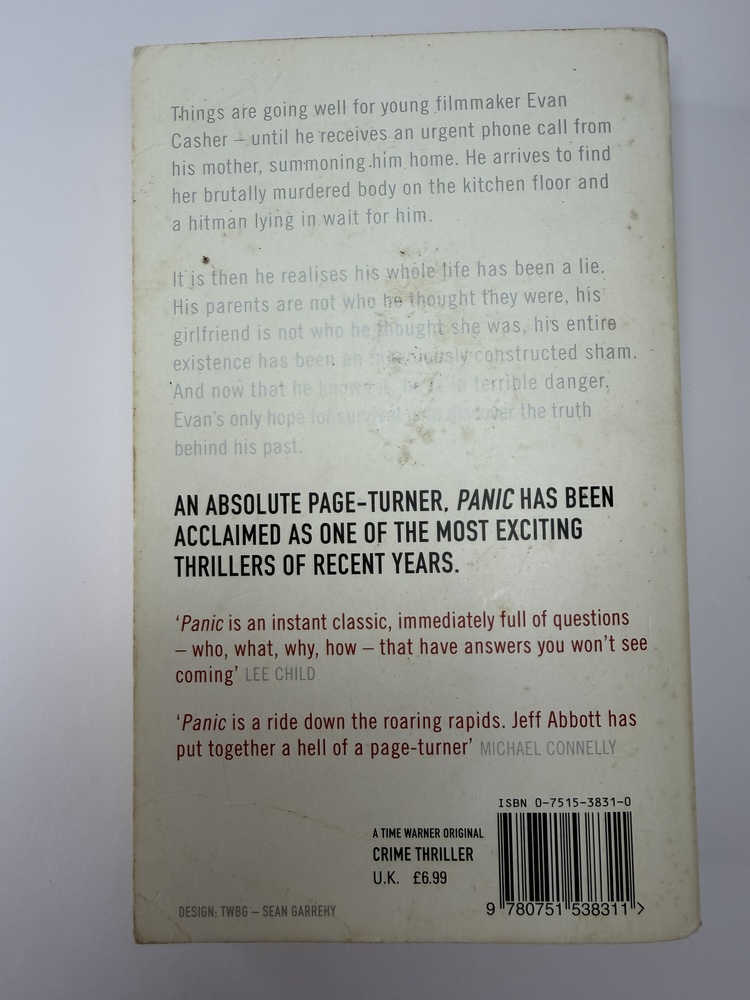 Things are going well for young filmmaker Evan
Casher – until he receives an urgent phone call from
his mother, summoning him home. He arrives to find
her brutally murdered body on the kitchen floor and
a hitman lying in wait for him.
It is then he realises his whole life has been a lie.
His parents are not who he thought they were, his
girlfriend is not who he thought she was, his entire
existence has been an constructed sham.
And now that he knows in terrible danger.
Evan's only hope for survival the truth
behind his past.
AN ABSOLUTE PAGE-TURNER, PANIC HAS BEEN
ACCLAIMED AS ONE OF THE MOST EXCITING
THRILLERS OF RECENT YEARS.
'Panic is an instant classic, immediately full of questions
– who, what, why, how – that have answers you won't see
coming' LEE CHILD
'Panic is a ride down the roaring rapids. Jeff Abbott has
put together a hell of a page-turner' MICHAEL CONNELLY
ISBN 0-7515-3831-0
A TIME WARNER ORIGINAL
CRIME THRILLER
U.K. £6.99
9 780751 538311 >
DESIGN: TWBG – SEAN GARREHY